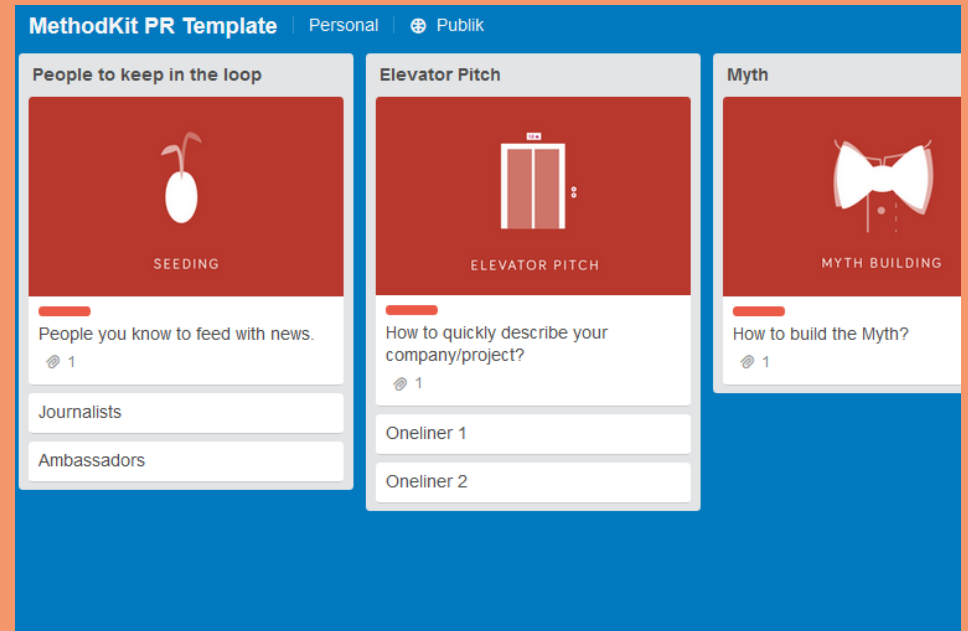 MethodKit PR Template Personal Publik
People to keep in the loop
SEEDING
People you know to feed with news.
1
Journalists
Ambassadors
Elevator Pitch
ELEVATOR PITCH
How to quickly describe your
company/project?
1
Oneliner 1
Oneliner 2
Myth
MYTH BUILDING
How to build the Myth?
1